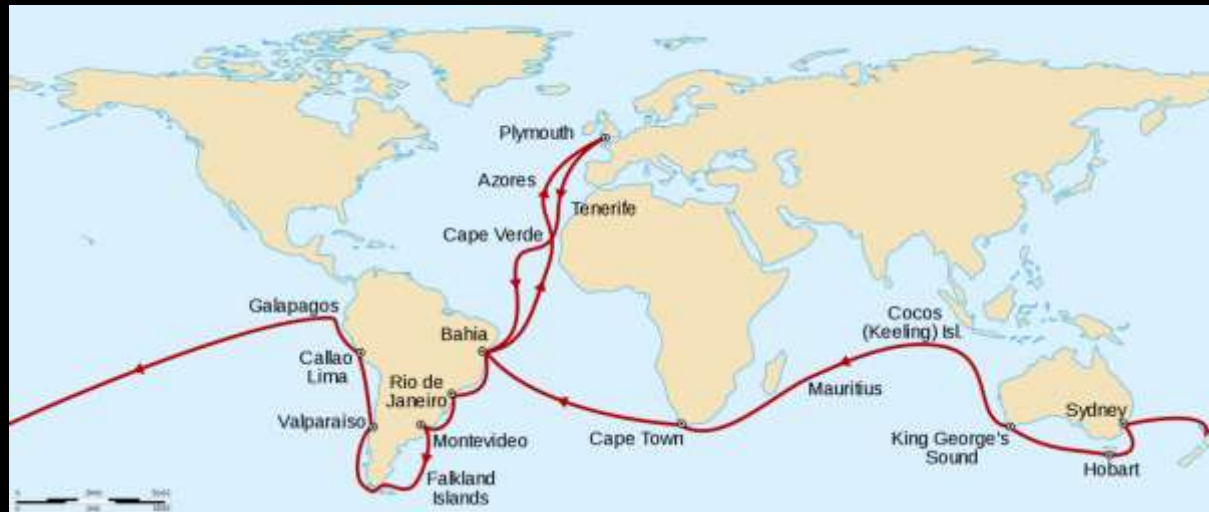 Plymouth
Azores
Tenerife
Cape Verde
Galapagos
Bahia
Cocos
(Keeling) Isl.
Callao
Lima
Rio de
Janeiro
Mauritius
Valparaiso
Montevideo
Cape Town
Sydney
King George's
Sound
Hobart
Falkland
Islands